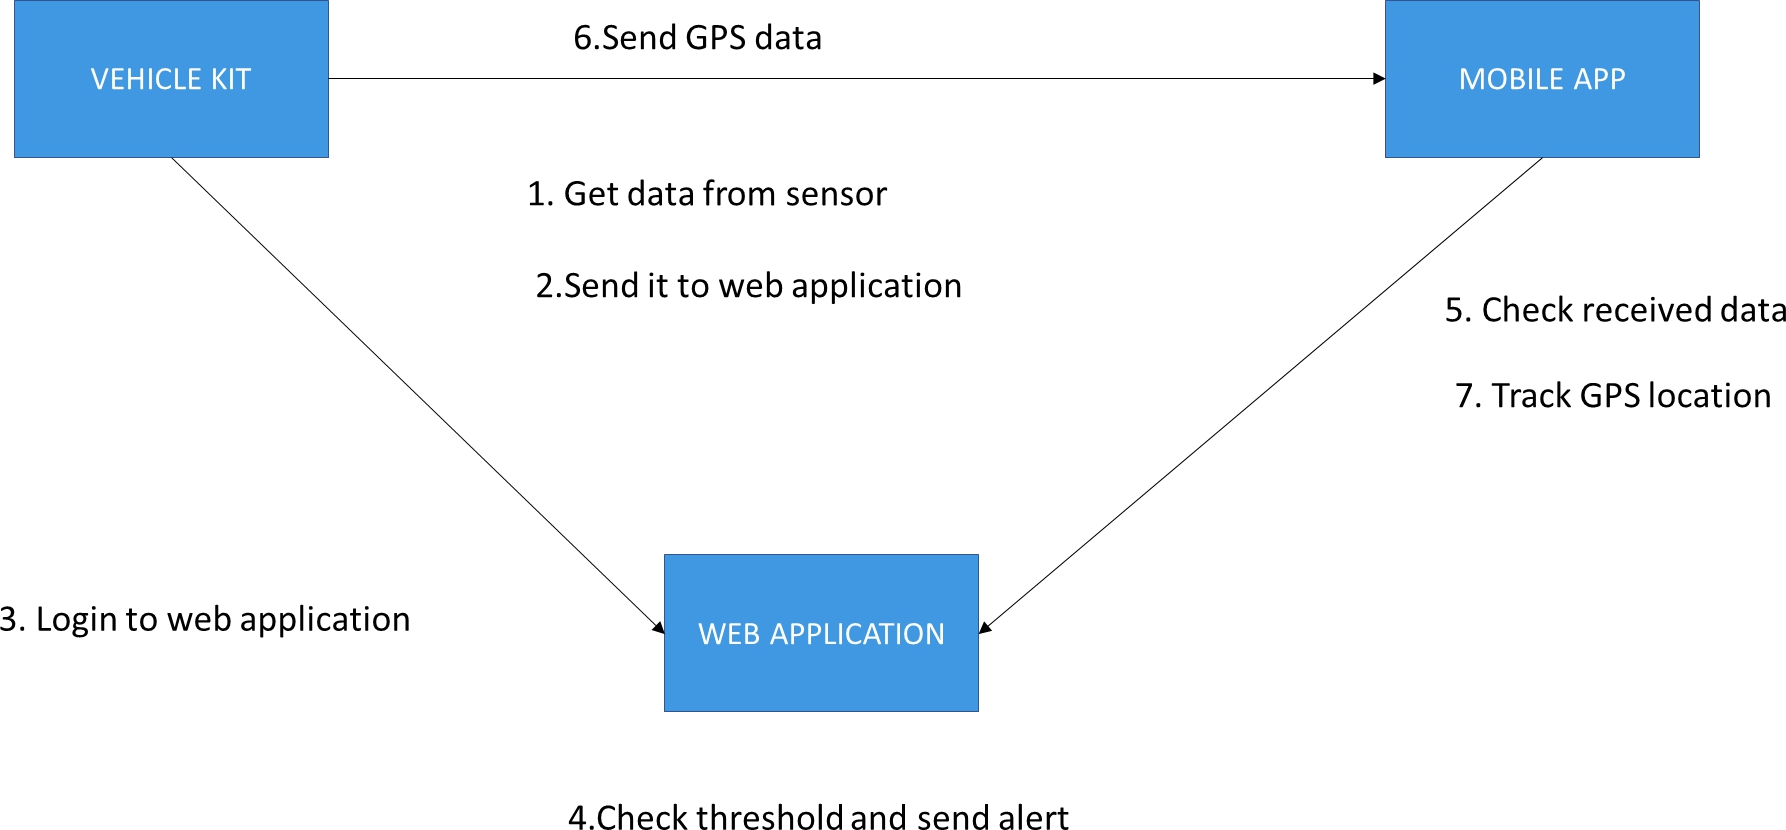 6.Send GPS data
VEHICLE KIT
MOBILE APP
1. Get data from sensor
2.Send it to web application
5. Check received data
7. Track GPS location
3. Login to web application
WEB APPLICATION
4.Check threshold and send alert